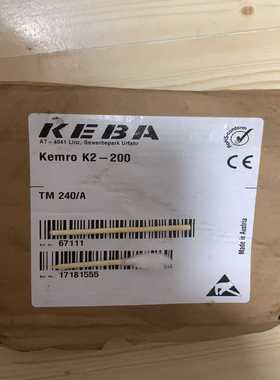 KEBA
AT-4041 Linz, Gewerbepark Urfahr
Kemro K2-200
CE
TM 240/A
67111
17181555
Made in Austria